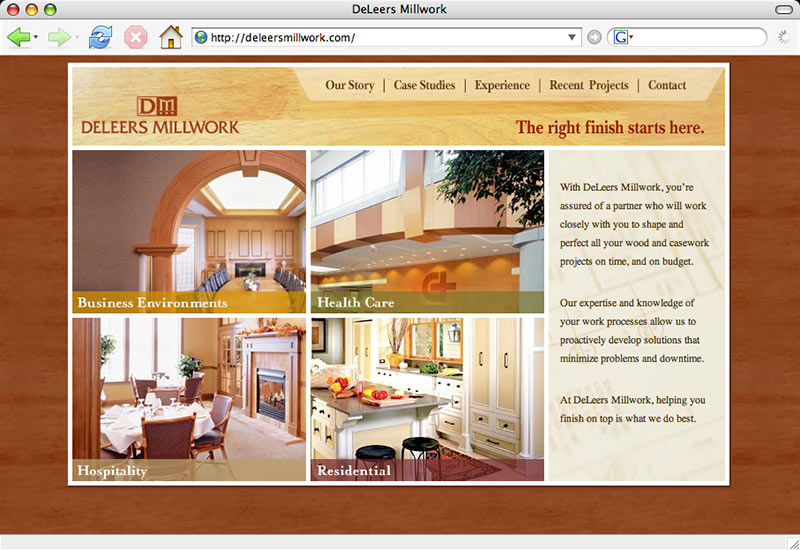 DeLeers Millwork
http://deleersmillwork.com/
G
Our Story | Case Studies | Experience | Recent Projects | Contact
DM
DELEERS MILLWORK
The right finish starts here.
Business Environments
Health Care
With DeLeers Millwork, you're
assured of a partner who will work
closely with you to shape and
perfect all your wood and casework
projects on time, and on budget.
Our expertise and knowledge of
your work processes allow us to
proactively develop solutions that
minimize problems and downtime.
At DeLeers Millwork, helping you
finish on top is what we do best.
Hospitality
Residential